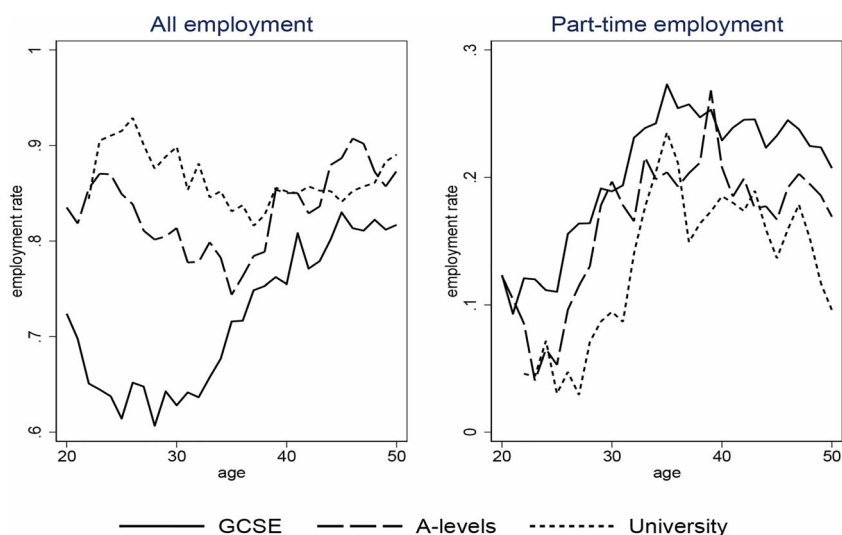 All employment
employment rate
1
.9
.8
.7
.6
20 30 40 50
age
Part-time employment
employment rate
.3
.2
.1
0
20 30 40 50
age
GCSE A-levels University